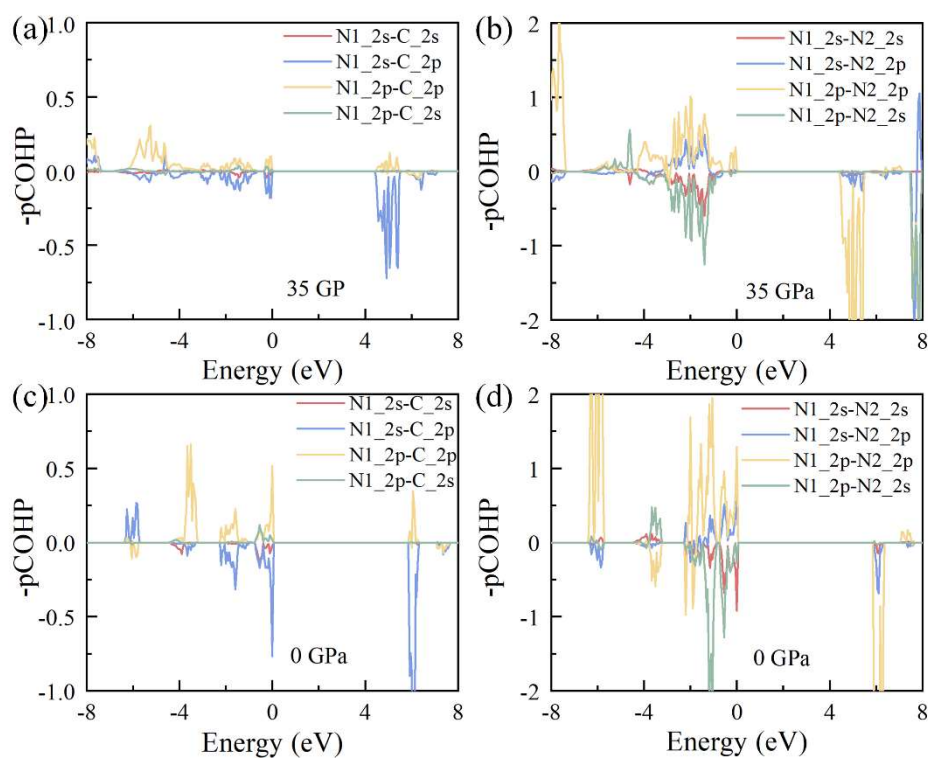 (a)
1.0
0.5
0.0
-0.5
-1.0
-pCOHP
N1_2s-C_2s
N1_2s-C_2p
N1_2p-C_2p
N1_2p-C_2s
35 GP
-8 -4 0 4 8
Energy (eV)
(b)
2
1
0
-1
-2
-pCOHP
N1_2s-N2_2s
N1_2s-N2_2p
N1_2p-N2_2p
N1_2p-N2_2s
35 GPa
-8 -4 0 4 8
Energy (eV)
(c)
1.0
0.5
0.0
-0.5
-1.0
-pCOHP
N1_2s-C_2s
N1_2s-C_2p
N1_2p-C_2p
N1_2p-C_2s
0 GPa
-8 -4 0 4 8
Energy (eV)
(d)
2
1
0
-1
-2
-pCOHP
N1_2s-N2_2s
N1_2s-N2_2p
N1_2p-N2_2p
N1_2p-N2_2s
0 GPa
-8 -4 0 4 8
Energy (eV)